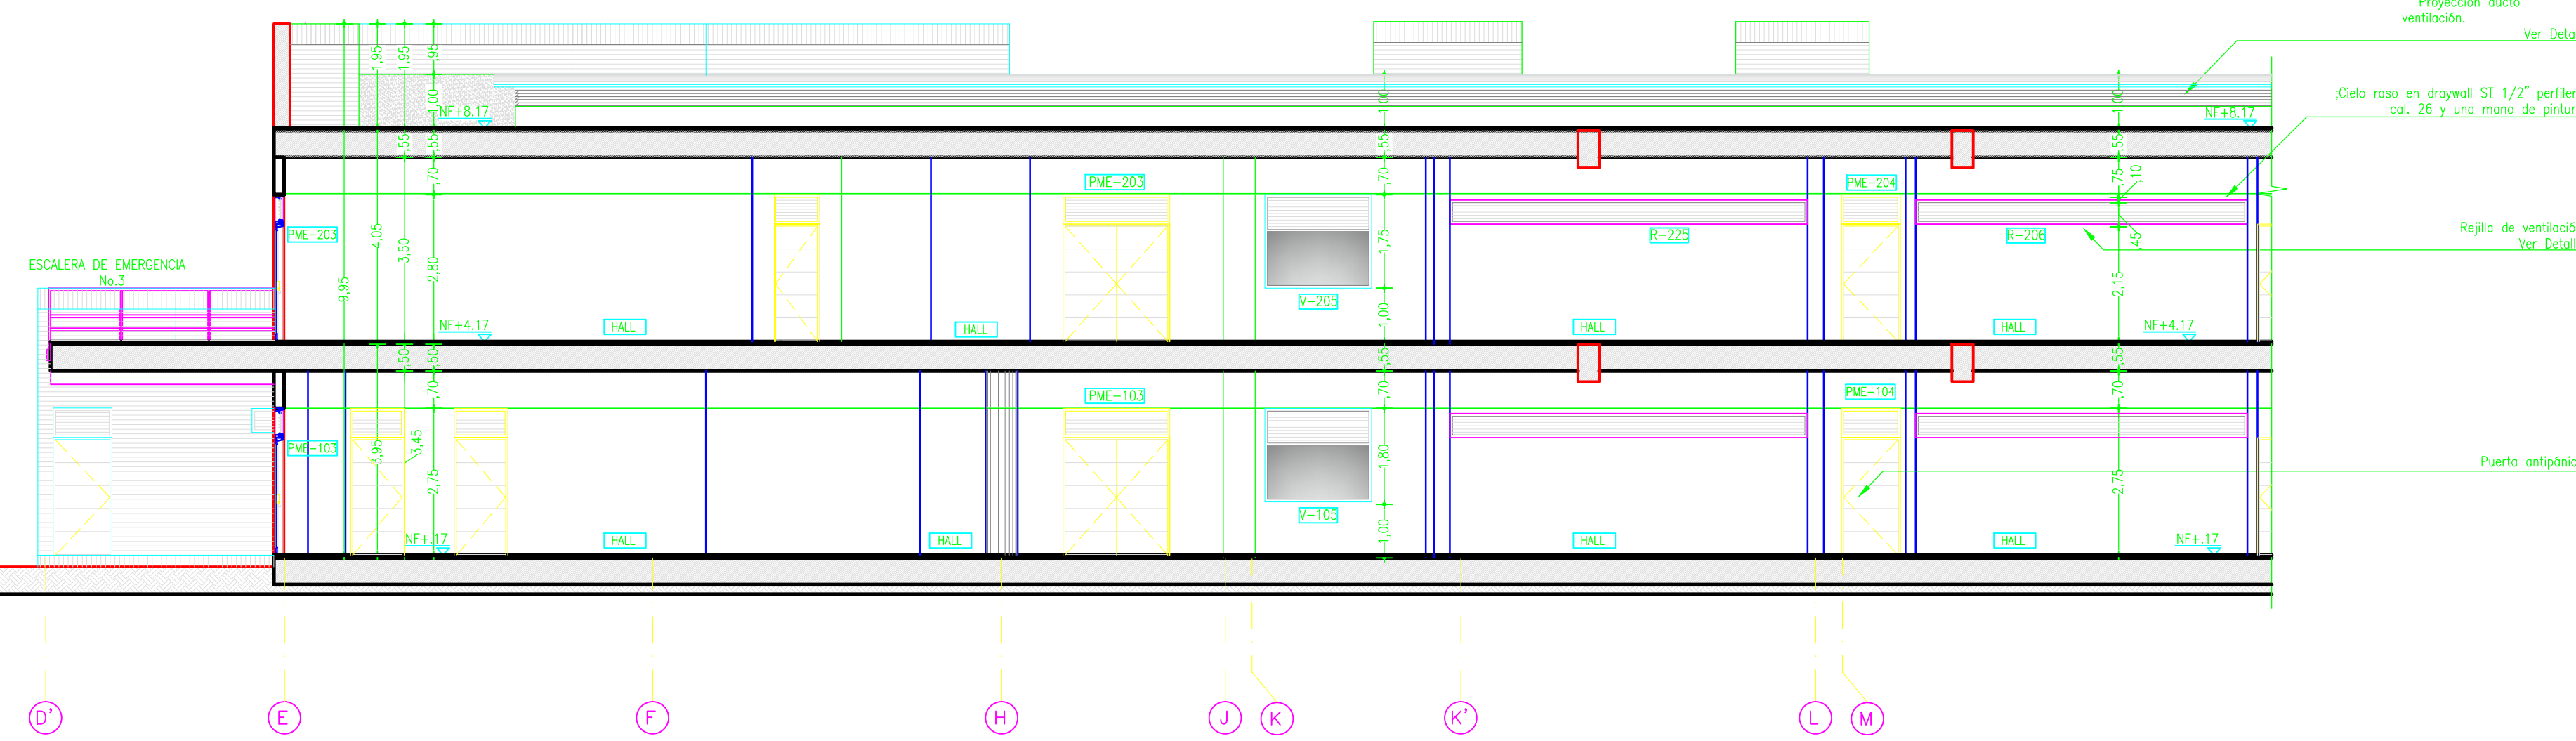 Proyección ducto
ventilación.
Ver Deta
;Cielo raso en draywall ST 1/2" perfiler
cal. 26 y una mano de pintur
Rejilla de ventilació
Ver Detall
Puerta antipánic
1,95
1,95
,95
1,00
1,00
1,00
NF+8.17
NF+8.17
,55
,55
,55
,55
,70
,70
,75
,10
PME-203
PME-204
PME-203
9,95
4,05
3,50
2,80
1,75
R-225
R-206
,45
2,15
ESCALERA DE EMERGENCIA
No.3
V-205
1,00
NF+4.17
HALL
HALL
HALL
HALL
NF+4.17
,50
,50
,55
,55
,70
,70
,70
PME-103
PME-104
PME-103
3,95
3,45
2,75
1,80
2,75
V-105
1,00
NF+.17
HALL
HALL
HALL
HALL
NF+.17
D'
E
F
H
J
K
K'
L
M